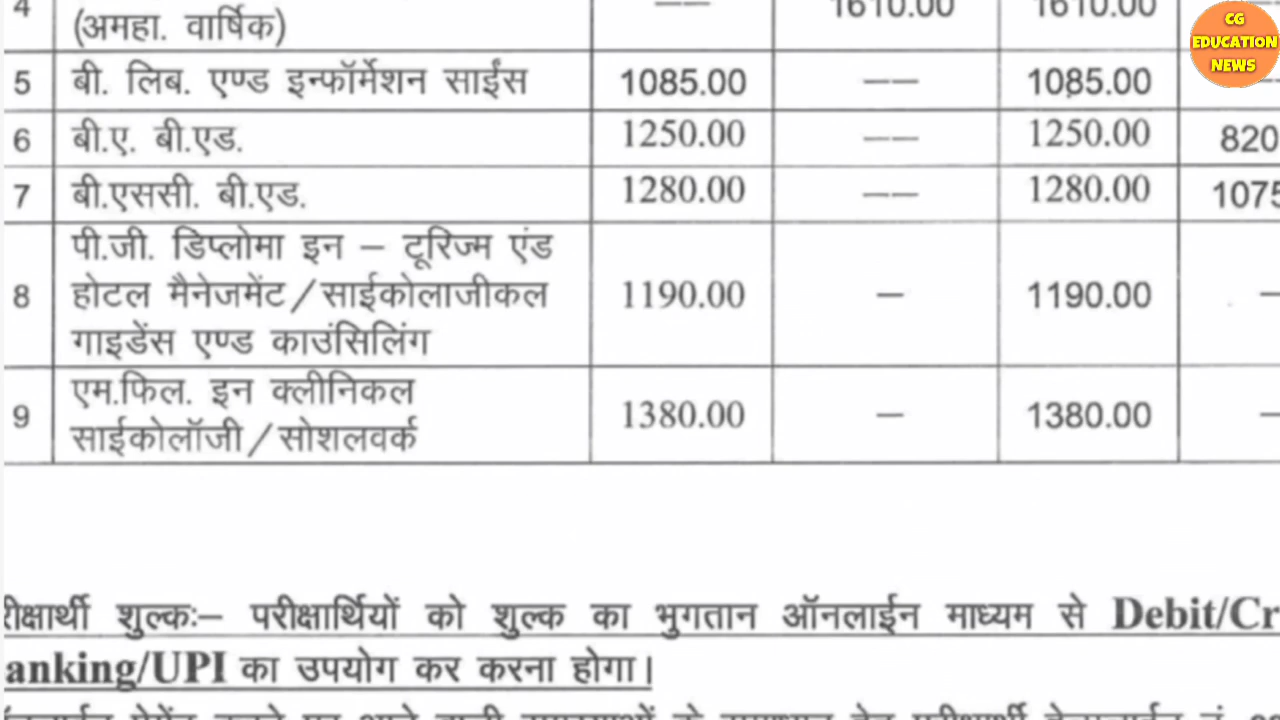 4 (अमहा. वार्षिक) —— 1610.00 1610.00
CG
EDUCATION
NEWS
5 बी. लिब. एण्ड इन्फॉर्मेशन साईंस 1085.00 —— 1085.00 ——
6 बी.ए. बी.एड. 1250.00 —— 1250.00 820
7 बी.एससी. बी.एड. 1280.00 —— 1280.00 1075
पी.जी. डिप्लोमा इन – टूरिज्म एंड
8 होटल मैनेजमेंट/साईकोलाजीकल 1190.00 — 1190.00 —
गाइडेंस एण्ड काउंसिलिंग
एम.फिल. इन क्लीनिकल
9 साईकोलॉजी/सोशलवर्क 1380.00 — 1380.00 —
रीक्षार्थी शुल्कः– परीक्षार्थियों को शुल्क का भुगतान ऑनलाईन माध्यम से Debit/Cr
anking/UPI का उपयोग कर करना होगा।